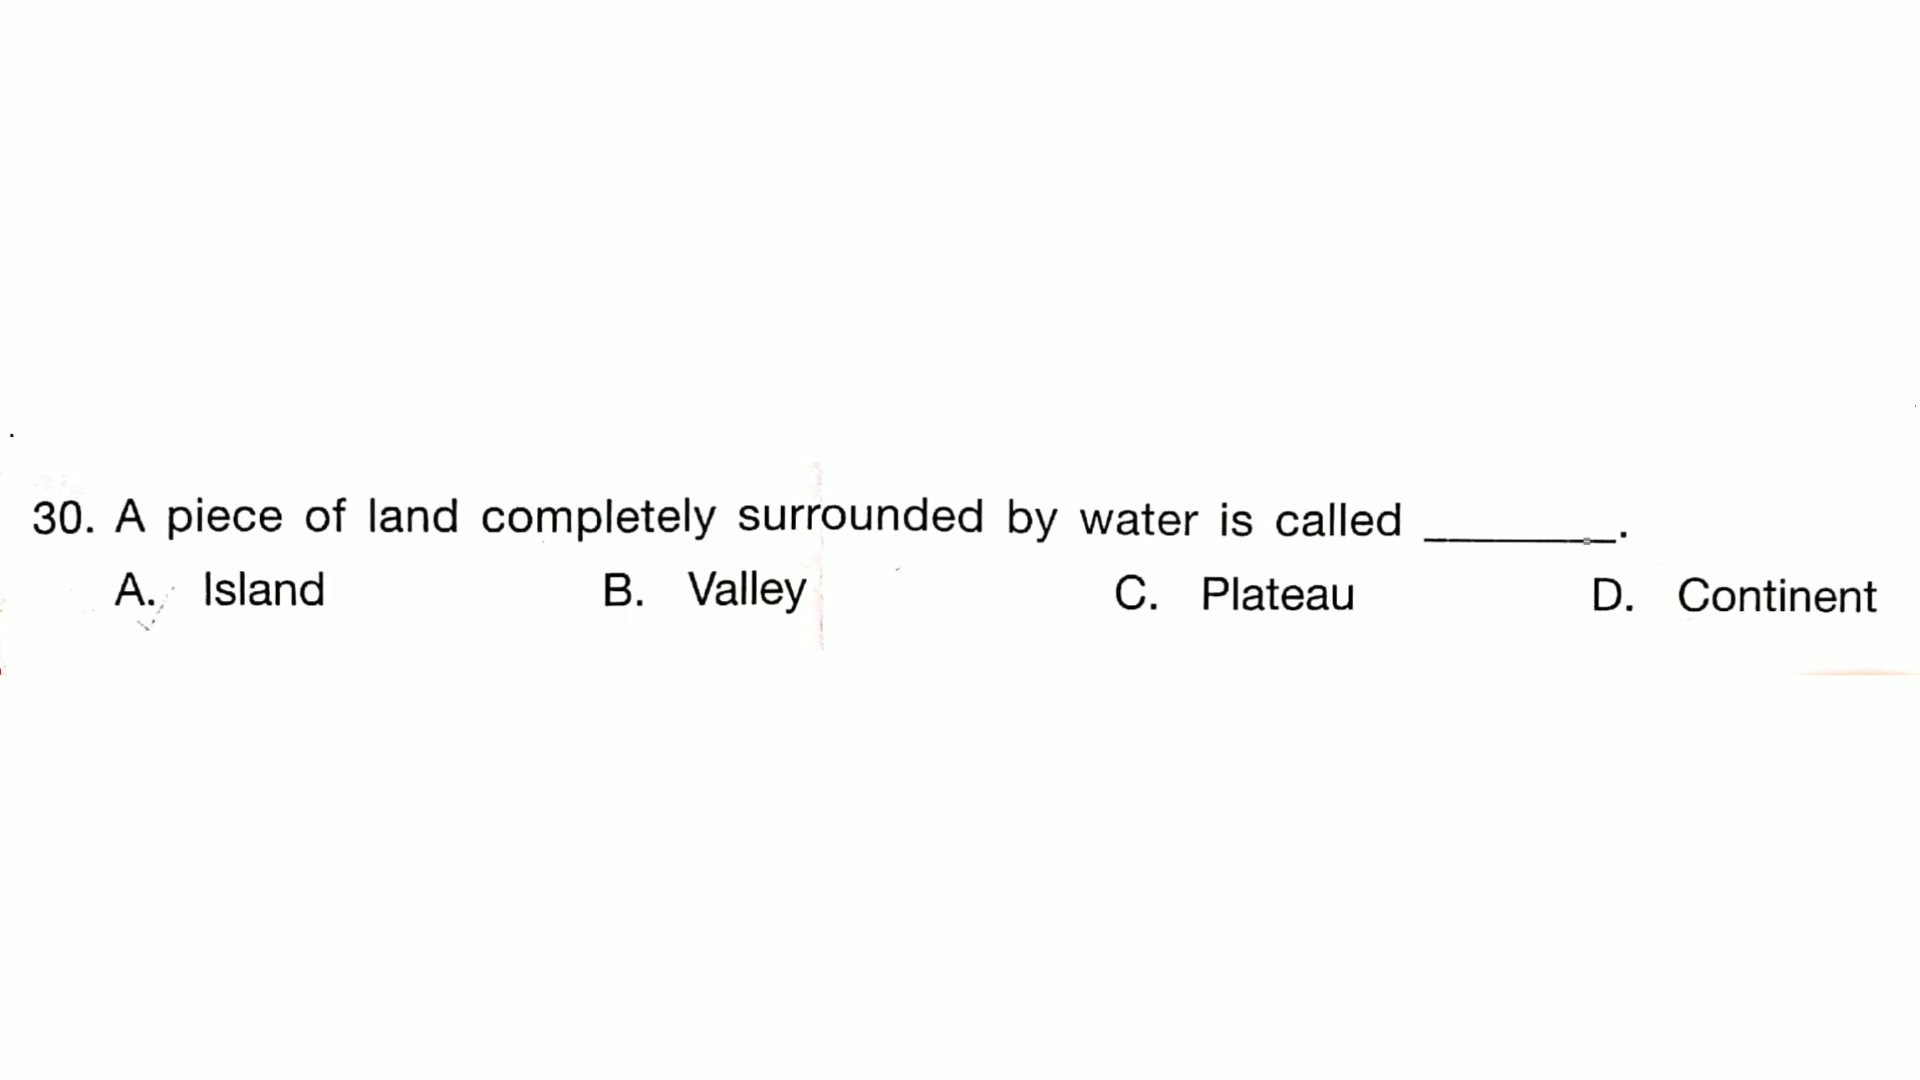 30. A piece of land completely surrounded by water is called ________.
A. Island B. Valley C. Plateau D. Continent